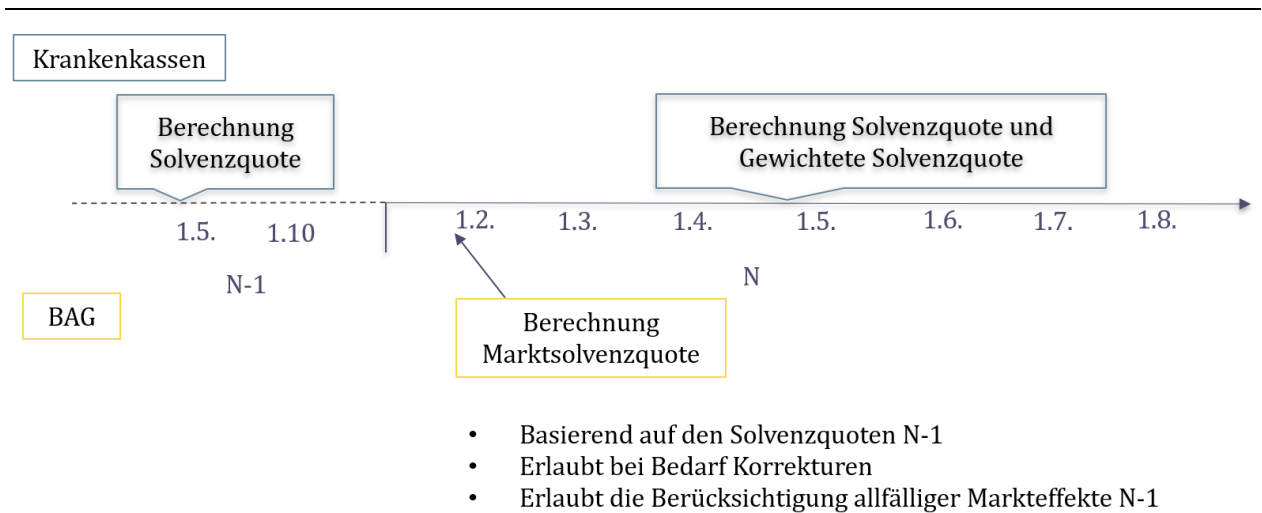 Krankenkassen
Berechnung
Solvenzquote
Berechnung Solvenzquote und
Gewichtete Solvenzquote
1.5.
1.10
1.2.
1.3.
1.4.
1.5.
1.6.
1.7.
1.8.
N-1
N
BAG
Berechnung
Marktsolvenzquote
• Basierend auf den Solvenzquoten N-1
• Erlaubt bei Bedarf Korrekturen
• Erlaubt die Berücksichtigung allfälliger Markteffekte N-1